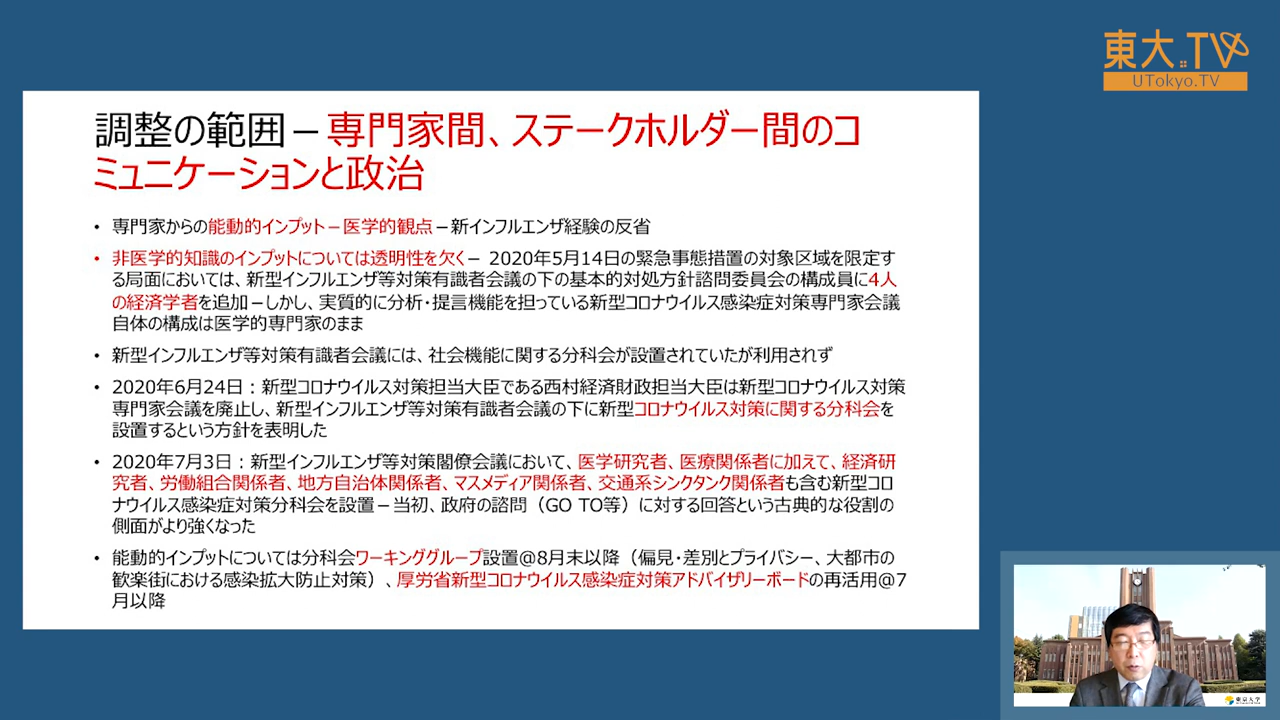 東大.TV
UTokyo.TV
調整の範囲－専門家間、ステークホルダー間のコ
ミュニケーションと政治
• 専門家からの能動的インプット－医学的観点－新インフルエンザ経験の反省
• 非医学的知識のインプットについては透明性を欠く－ 2020年5月14日の緊急事態措置の対象区域を限定す
る局面においては、新型インフルエンザ等対策有識者会議の下の基本的対処方針諮問委員会の構成員に4人
の経済学者を追加－しかし、実質的に分析・提言機能を担っている新型コロナウイルス感染症対策専門家会議
自体の構成は医学的専門家のまま
• 新型インフルエンザ等対策有識者会議には、社会機能に関する分科会が設置されていたが利用されず
• 2020年6月24日：新型コロナウイルス対策担当大臣である西村経済財政担当大臣は新型コロナウイルス対策
専門家会議を廃止し、新型インフルエンザ等対策有識者会議の下に新型コロナウイルス対策に関する分科会を
設置するという方針を表明した
• 2020年7月3日：新型インフルエンザ等対策閣僚会議において、医学研究者、医療関係者に加えて、経済研
究者、労働組合関係者、地方自治体関係者、マスメディア関係者、交通系シンクタンク関係者も含む新型コロ
ナウイルス感染症対策分科会を設置－当初、政府の諮問（GO TO等）に対する回答という古典的な役割の
側面がより強くなった
• 能動的インプットについては分科会ワーキンググループ設置@8月末以降（偏見・差別とプライバシー、大都市の
歓楽街における感染拡大防止対策）、厚労省新型コロナウイルス感染症対策アドバイザリーボードの再活用@7
月以降
東京大学